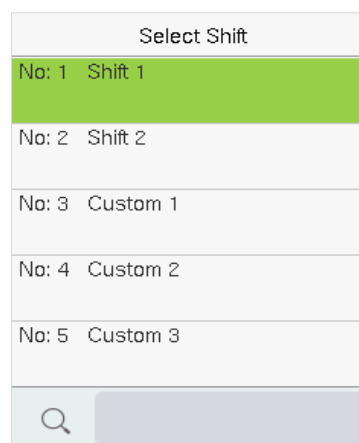 Select Shift
No: 1 Shift 1
No: 2 Shift 2
No: 3 Custom 1
No: 4 Custom 2
No: 5 Custom 3